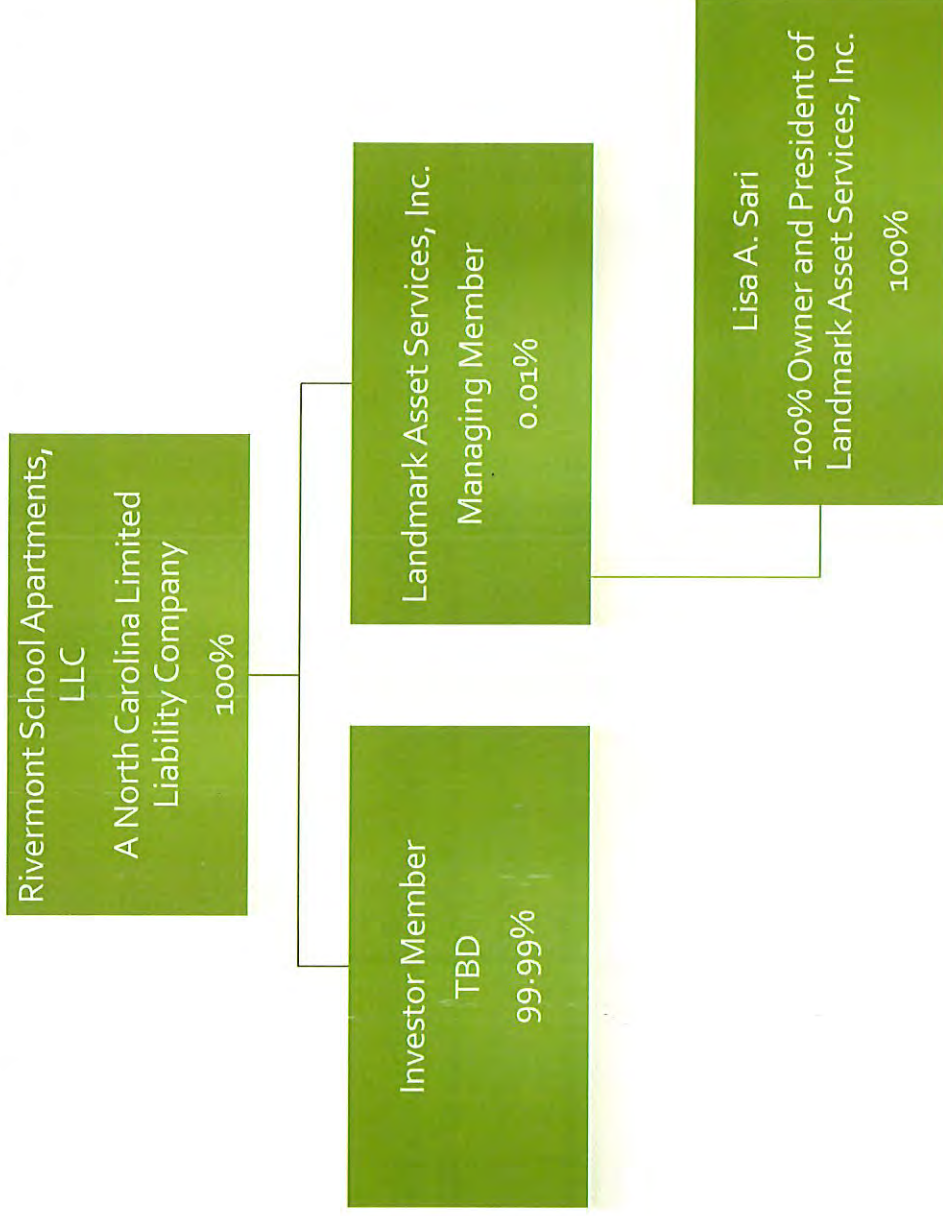 Rivermont School Apartments,
LLC
A North Carolina Limited
Liability Company
100%
Investor Member
TBD
99.99%
Landmark Asset Services, Inc.
Managing Member
0.01%
Lisa A. Sari
100% Owner and President of
Landmark Asset Services, Inc.
100%